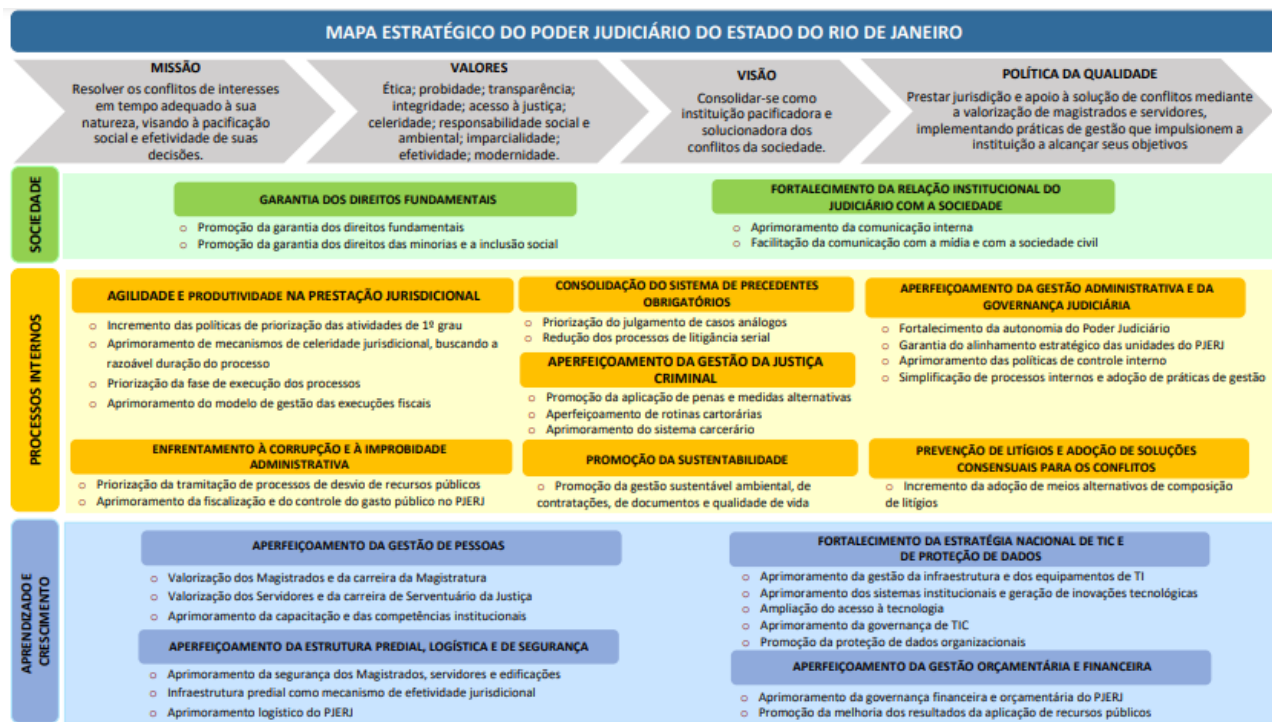 MAPA ESTRATÉGICO DO PODER JUDICIÁRIO DO ESTADO DO RIO DE JANEIRO
MISSÃO
Resolver os conflitos de interesses
em tempo adequado à sua
natureza, visando à pacificação
social e efetividade de suas
decisões.
VALORES
Ética; probidade; transparência;
integridade; acesso à justiça;
celeridade; responsabilidade social e
ambiental; imparcialidade;
efetividade; modernidade.
VISÃO
Consolidar-se como
instituição pacificadora e
solucionadora dos
conflitos da sociedade.
POLÍTICA DA QUALIDADE
Prestar jurisdição e apoio à solução de conflitos mediante
a valorização de magistrados e servidores,
implementando práticas de gestão que impulsionem a
instituição a alcançar seus objetivos
SOCIEDADE
GARANTIA DOS DIREITOS FUNDAMENTAIS
o Promoção da garantia dos direitos fundamentais
o Promoção da garantia dos direitos das minorias e a inclusão social
FORTALECIMENTO DA RELAÇÃO INSTITUCIONAL DO
JUDICIÁRIO COM A SOCIEDADE
o Aprimoramento da comunicação interna
o Facilitação da comunicação com a mídia e com a sociedade civil
PROCESSOS INTERNOS
AGILIDADE E PRODUTIVIDADE NA PRESTAÇÃO JURISDICIONAL
o Incremento das políticas de priorização das atividades de 1º grau
o Aprimoramento de mecanismos de celeridade jurisdicional, buscando a
razoável duração do processo
o Priorização da fase de execução dos processos
o Aprimoramento do modelo de gestão das execuções fiscais
CONSOLIDAÇÃO DO SISTEMA DE PRECEDENTES
OBRIGATÓRIOS
o Priorização do julgamento de casos análogos
o Redução dos processos de litigância serial
APERFEIÇOAMENTO DA GESTÃO DA JUSTIÇA
CRIMINAL
o Promoção da aplicação de penas e medidas alternativas
o Aperfeiçoamento de rotinas cartorárias
o Aprimoramento do sistema carcerário
APERFEIÇOAMENTO DA GESTÃO ADMINISTRATIVA E DA
GOVERNANÇA JUDICIÁRIA
o Fortalecimento da autonomia do Poder Judiciário
o Garantia do alinhamento estratégico das unidades do PJERJ
o Aprimoramento das políticas de controle interno
o Simplificação de processos internos e adoção de práticas de gestão
ENFRENTAMENTO À CORRUPÇÃO E À IMPROBIDADE
ADMINISTRATIVA
o Priorização da tramitação de processos de desvio de recursos públicos
o Aprimoramento da fiscalização e do controle do gasto público no PJERJ
PROMOÇÃO DA SUSTENTABILIDADE
o Promoção da gestão sustentável ambiental, de
contratações, de documentos e qualidade de vida
PREVENÇÃO DE LITÍGIOS E ADOÇÃO DE SOLUÇÕES
CONSENSUAIS PARA OS CONFLITOS
o Incremento da adoção de meios alternativos de composição
de litígios
APRENDIZADO E
CRESCIMENTO
APERFEIÇOAMENTO DA GESTÃO DE PESSOAS
o Valorização dos Magistrados e da carreira da Magistratura
o Valorização dos Servidores e da carreira de Serventuário da Justiça
o Aprimoramento da capacitação e das competências institucionais
APERFEIÇOAMENTO DA ESTRUTURA PREDIAL, LOGÍSTICA E DE SEGURANÇA
o Aprimoramento da segurança dos Magistrados, servidores e edificações
o Infraestrutura predial como mecanismo de efetividade jurisdicional
o Aprimoramento logístico do PJERJ
FORTALECIMENTO DA ESTRATÉGIA NACIONAL DE TIC E
DE PROTEÇÃO DE DADOS
o Aprimoramento da gestão da infraestrutura e dos equipamentos de TI
o Aprimoramento dos sistemas institucionais e geração de inovações tecnológicas
o Ampliação do acesso à tecnologia
o Aprimoramento da governança de TIC
o Promoção da proteção de dados organizacionais
APERFEIÇOAMENTO DA GESTÃO ORÇAMENTÁRIA E FINANCEIRA
o Aprimoramento da governança financeira e orçamentária do PJERJ
o Promoção da melhoria dos resultados da aplicação de recursos públicos